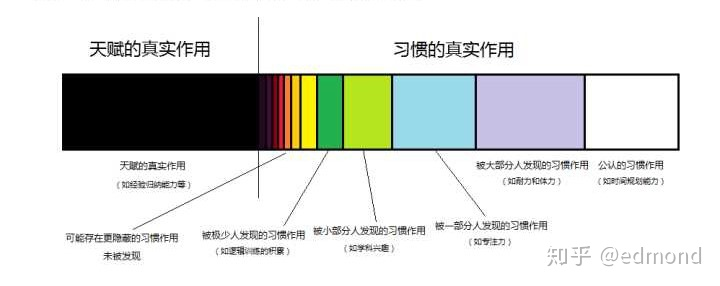 天赋的真实作用
习惯的真实作用
天赋的真实作用
（如经验归纳能力等）
被大部分人发现的习惯作用
（如耐力和体力）
公认的习惯作用
（如时间规划能力）
可能存在更隐蔽的习惯作用
未被发现
被极少人发现的习惯作用
（如逻辑训练的积累）
被小部分人发现的习惯作用
（如学科兴趣）
被一部分人发现的习惯作用
（如专注力）
知乎 @edmond